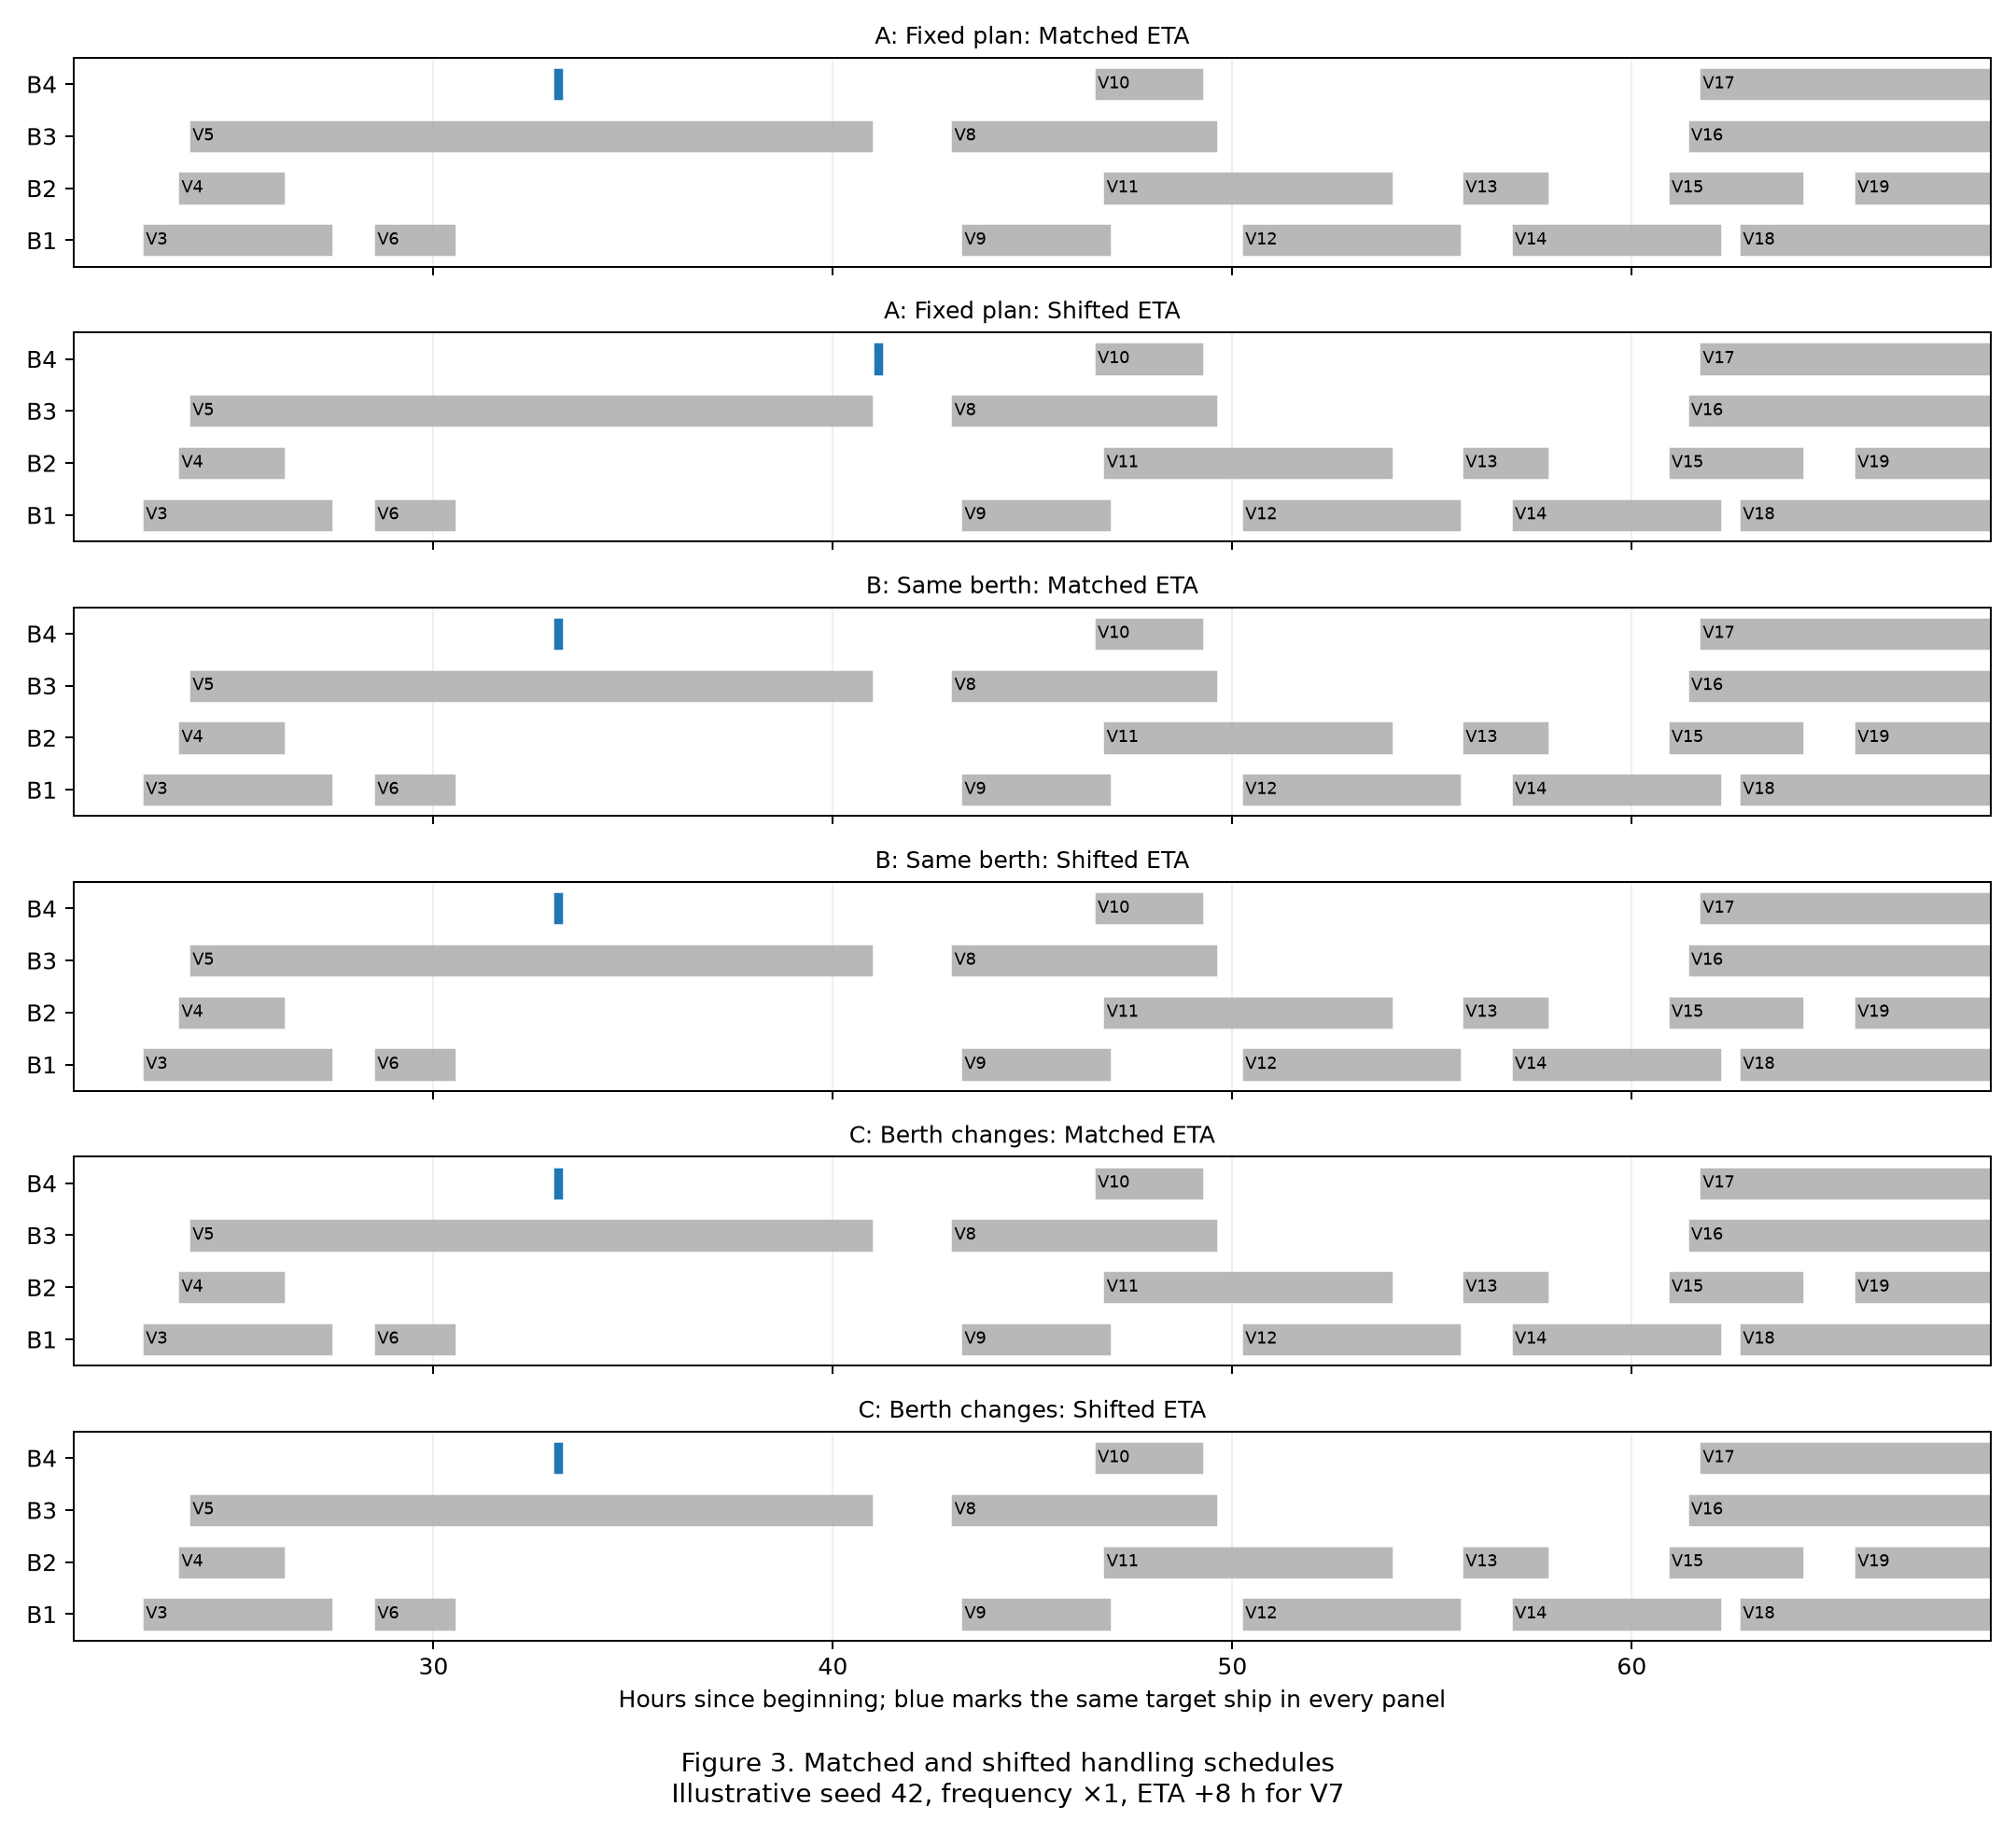 A: Fixed plan: Matched ETA
B4 V10 V17
B3 V5 V8 V16
B2 V4 V11 V13 V15 V19
B1 V3 V6 V9 V12 V14 V18
A: Fixed plan: Shifted ETA
B4 V10 V17
B3 V5 V8 V16
B2 V4 V11 V13 V15 V19
B1 V3 V6 V9 V12 V14 V18
B: Same berth: Matched ETA
B4 V10 V17
B3 V5 V8 V16
B2 V4 V11 V13 V15 V19
B1 V3 V6 V9 V12 V14 V18
B: Same berth: Shifted ETA
B4 V10 V17
B3 V5 V8 V16
B2 V4 V11 V13 V15 V19
B1 V3 V6 V9 V12 V14 V18
C: Berth changes: Matched ETA
B4 V10 V17
B3 V5 V8 V16
B2 V4 V11 V13 V15 V19
B1 V3 V6 V9 V12 V14 V18
C: Berth changes: Shifted ETA
B4 V10 V17
B3 V5 V8 V16
B2 V4 V11 V13 V15 V19
B1 V3 V6 V9 V12 V14 V18
30 40 50 60
Hours since beginning; blue marks the same target ship in every panel
Figure 3. Matched and shifted handling schedules
Illustrative seed 42, frequency ×1, ETA +8 h for V7